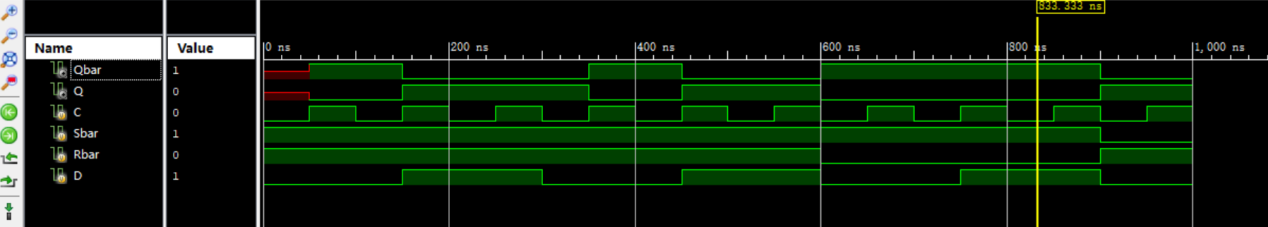 833.333 ns
Name Value 0 ns 200 ns 400 ns 600 ns 800 ns 1,000 ns
Qbar 1
Q 0
C 0
Sbar 1
Rbar 0
D 1